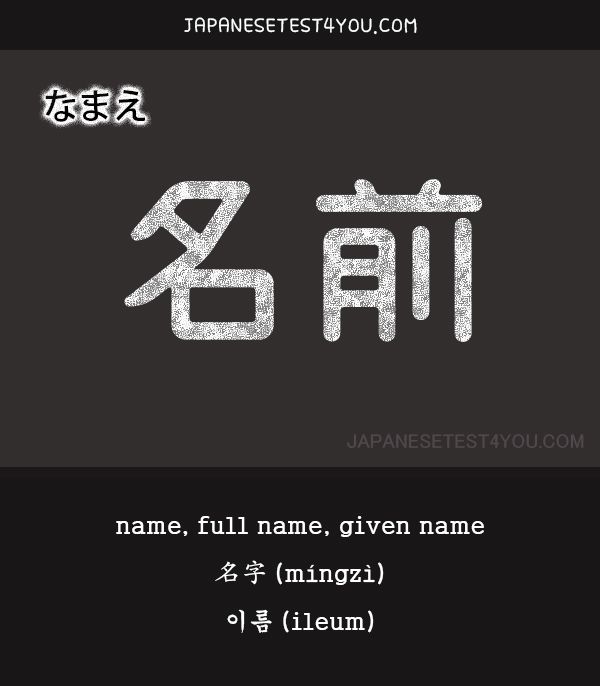 JAPANESETEST4YOU.COM
なまえ
名前
JAPANESETEST4YOU.COM
name, full name, given name
名字 (míngzì)
이름 (ileum)